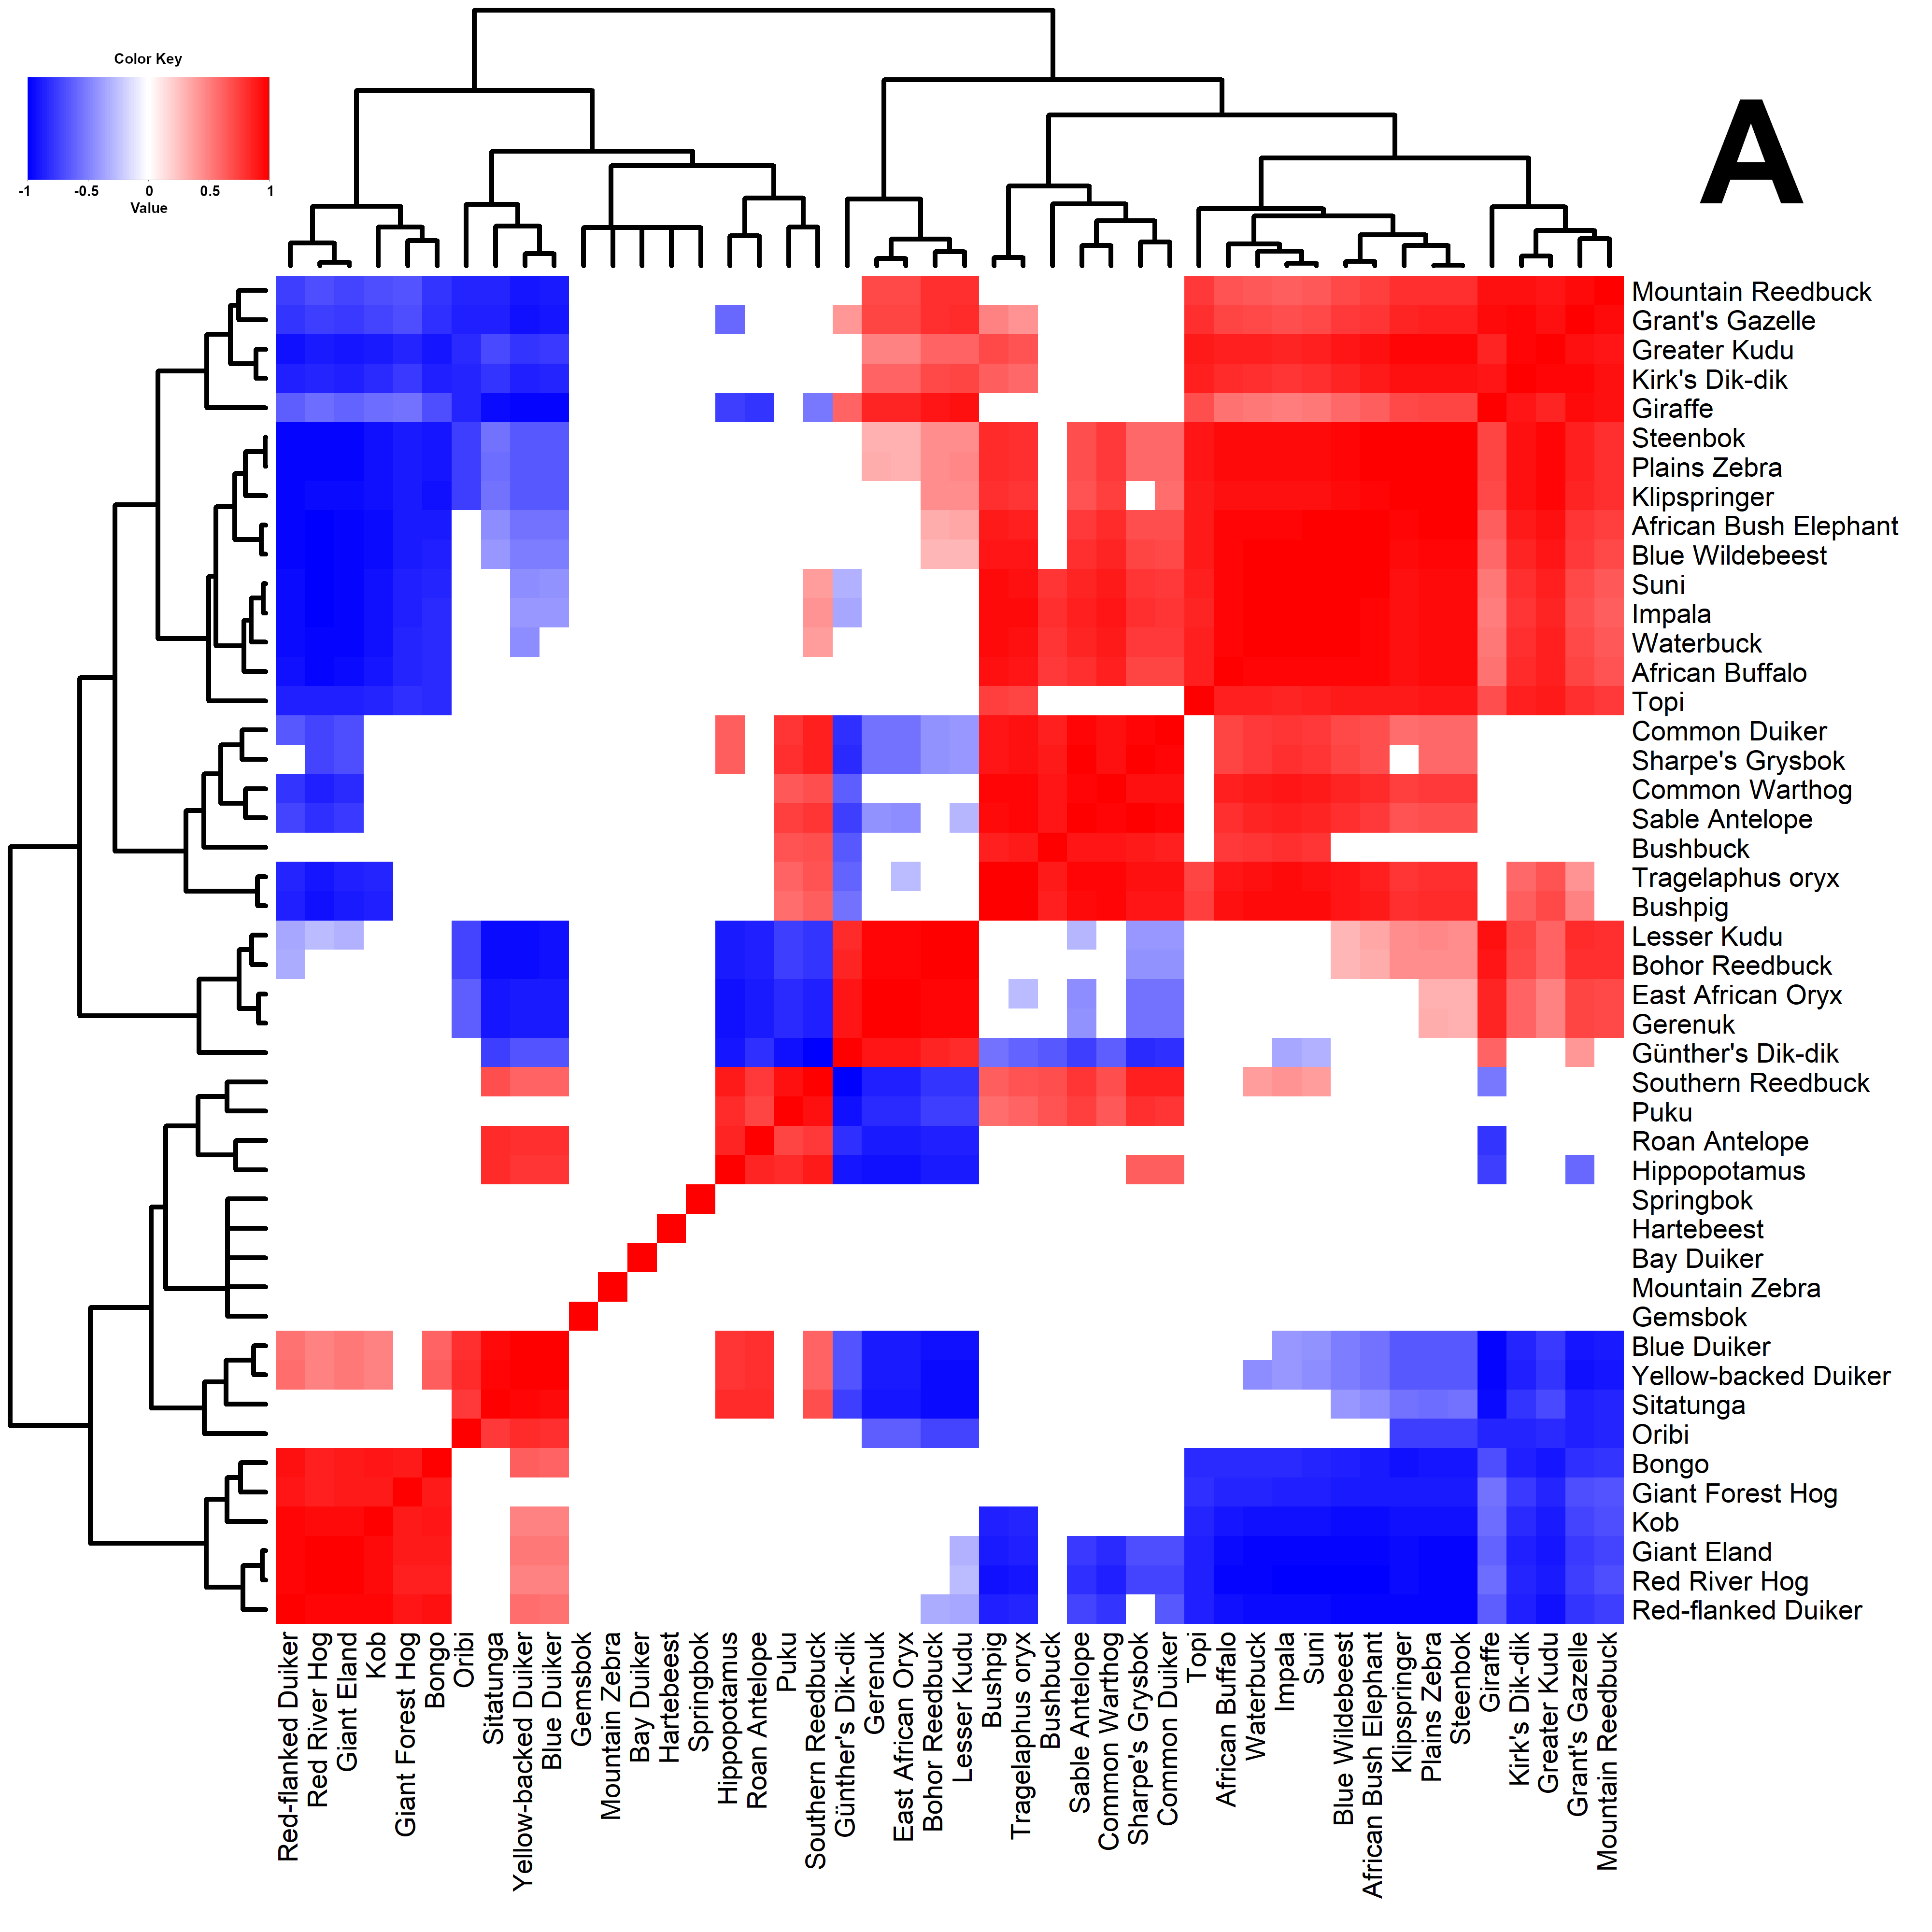 Color Key
-1 -0.5 0 0.5 1
Value
A
Mountain Reedbuck
Grant's Gazelle
Greater Kudu
Kirk's Dik-dik
Giraffe
Steenbok
Plains Zebra
Klipspringer
African Bush Elephant
Blue Wildebeest
Suni
Impala
Waterbuck
African Buffalo
Topi
Common Duiker
Sharpe's Grysbok
Common Warthog
Sable Antelope
Bushbuck
Tragelaphus oryx
Bushpig
Lesser Kudu
Bohor Reedbuck
East African Oryx
Gerenuk
Günther's Dik-dik
Southern Reedbuck
Puku
Roan Antelope
Hippopotamus
Springbok
Hartebeest
Bay Duiker
Mountain Zebra
Gemsbok
Blue Duiker
Yellow-backed Duiker
Sitatunga
Oribi
Bongo
Giant Forest Hog
Kob
Giant Eland
Red River Hog
Red-flanked Duiker
Red-flanked Duiker
Red River Hog
Giant Eland
Kob
Giant Forest Hog
Bongo
Oribi
Sitatunga
Yellow-backed Duiker
Blue Duiker
Gemsbok
Mountain Zebra
Bay Duiker
Hartebeest
Springbok
Hippopotamus
Roan Antelope
Puku
Southern Reedbuck
Günther's Dik-dik
Gerenuk
East African Oryx
Bohor Reedbuck
Lesser Kudu
Bushpig
Tragelaphus oryx
Bushbuck
Sable Antelope
Common Warthog
Sharpe's Grysbok
Common Duiker
Topi
African Buffalo
Waterbuck
Impala
Suni
Blue Wildebeest
African Bush Elephant
Klipspringer
Plains Zebra
Steenbok
Giraffe
Kirk's Dik-dik
Greater Kudu
Grant's Gazelle
Mountain Reedbuck